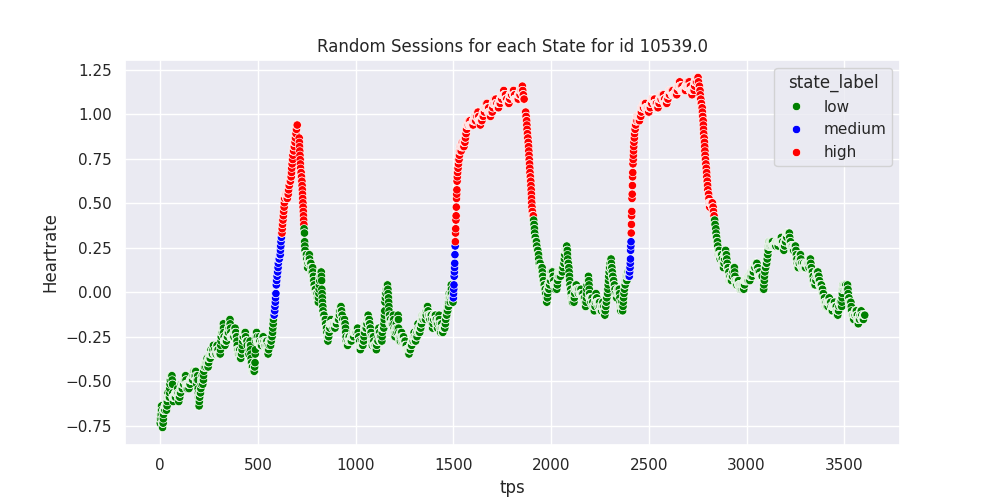 Random Sessions for each State for id 10539.0
Heartrate
1.25
1.00
0.75
0.50
0.25
0.00
−0.25
−0.50
−0.75
state_label
low
medium
high
0 500 1000 1500 2000 2500 3000 3500
tps